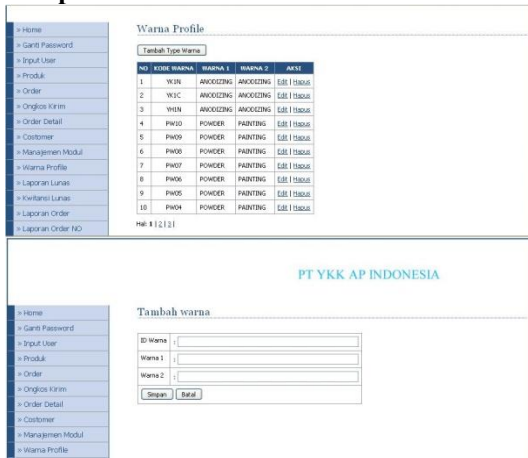 » Home
» Ganti Password
» Input User
» Produk
» Order
» Ongkos Kirim
» Order Detail
» Costomer
» Manajemen Modul
» Warna Profile
» Laporan Lunas
» Kwitansi Lunas
» Laporan Order
» Laporan Order NO
Warna Profile
Tambah Type Warna
NO KODE WARNA WARNA 1 WARNA 2 AKSI
1 YK1N ANODIZING ANODIZING Edit | Hapus
2 YK1C ANODIZING ANODIZING Edit | Hapus
3 YH1N ANODIZING ANODIZING Edit | Hapus
4 PW10 POWDER PAINTING Edit | Hapus
5 PW09 POWDER PAINTING Edit | Hapus
6 PW08 POWDER PAINTING Edit | Hapus
7 PW07 POWDER PAINTING Edit | Hapus
8 PW06 POWDER PAINTING Edit | Hapus
9 PW05 POWDER PAINTING Edit | Hapus
10 PW04 POWDER PAINTING Edit | Hapus
Hal: 1 | 2 | 3 |
PT YKK AP INDONESIA
» Home
» Ganti Password
» Input User
» Produk
» Order
» Ongkos Kirim
» Order Detail
» Costomer
» Manajemen Modul
» Warna Profile
Tambah warna
ID Warna :
Warna 1 :
Warna 2 :
Simpan Batal